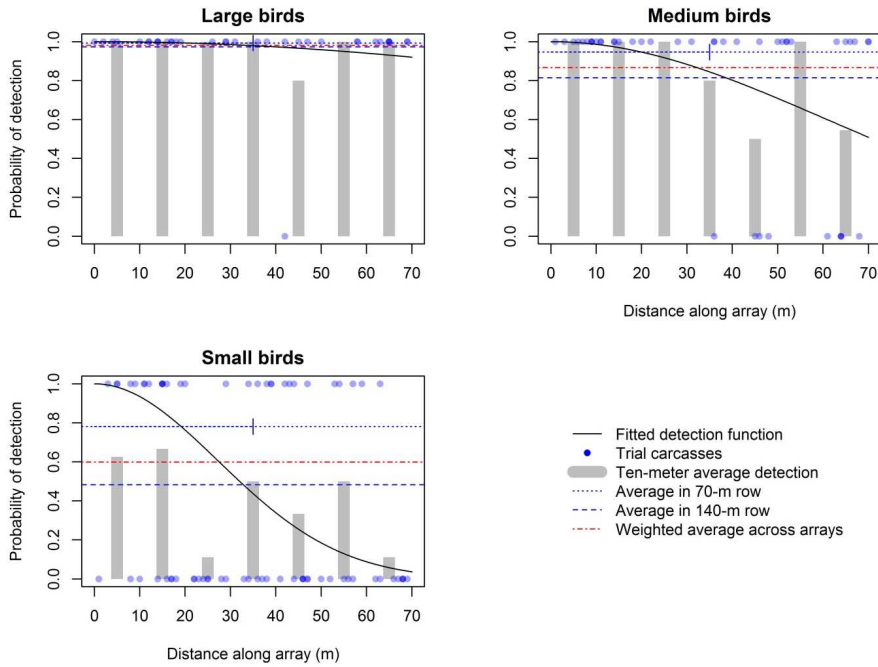 Large birds
Probability of detection
1.0
0.8
0.6
0.4
0.2
0.0
0 10 20 30 40 50 60 70
Medium birds
1.0
0.8
0.6
0.4
0.2
0.0
0 10 20 30 40 50 60 70
Distance along array (m)
Small birds
Probability of detection
1.0
0.8
0.6
0.4
0.2
0.0
0 10 20 30 40 50 60 70
Distance along array (m)
Fitted detection function
Trial carcasses
Ten-meter average detection
Average in 70-m row
Average in 140-m row
Weighted average across arrays